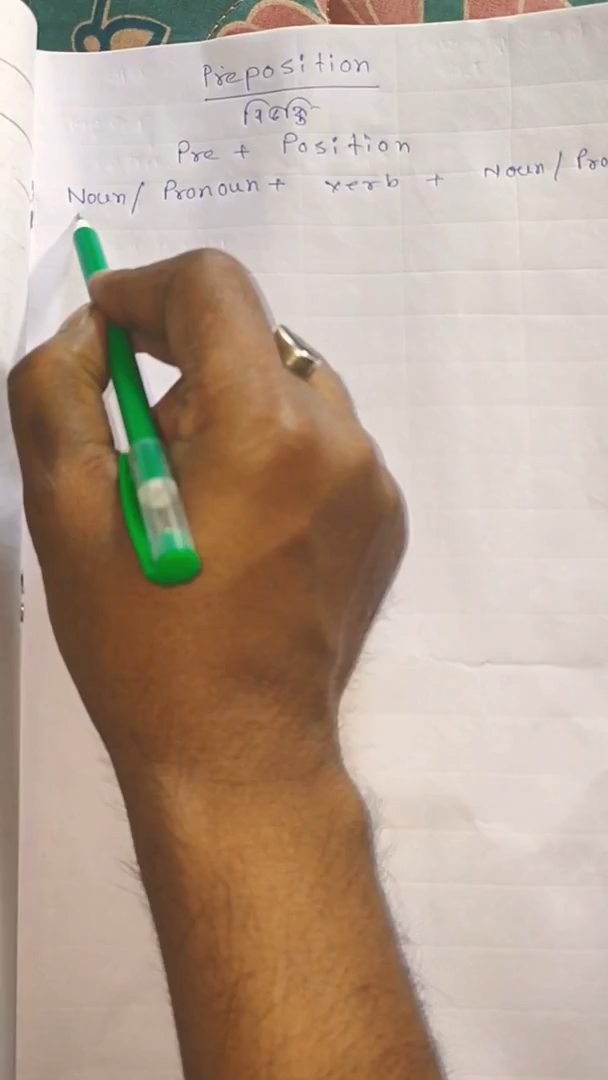 Preposition
বিভক্তি
Pre + Position
Noun / Pronoun + verb + Noun / Pro